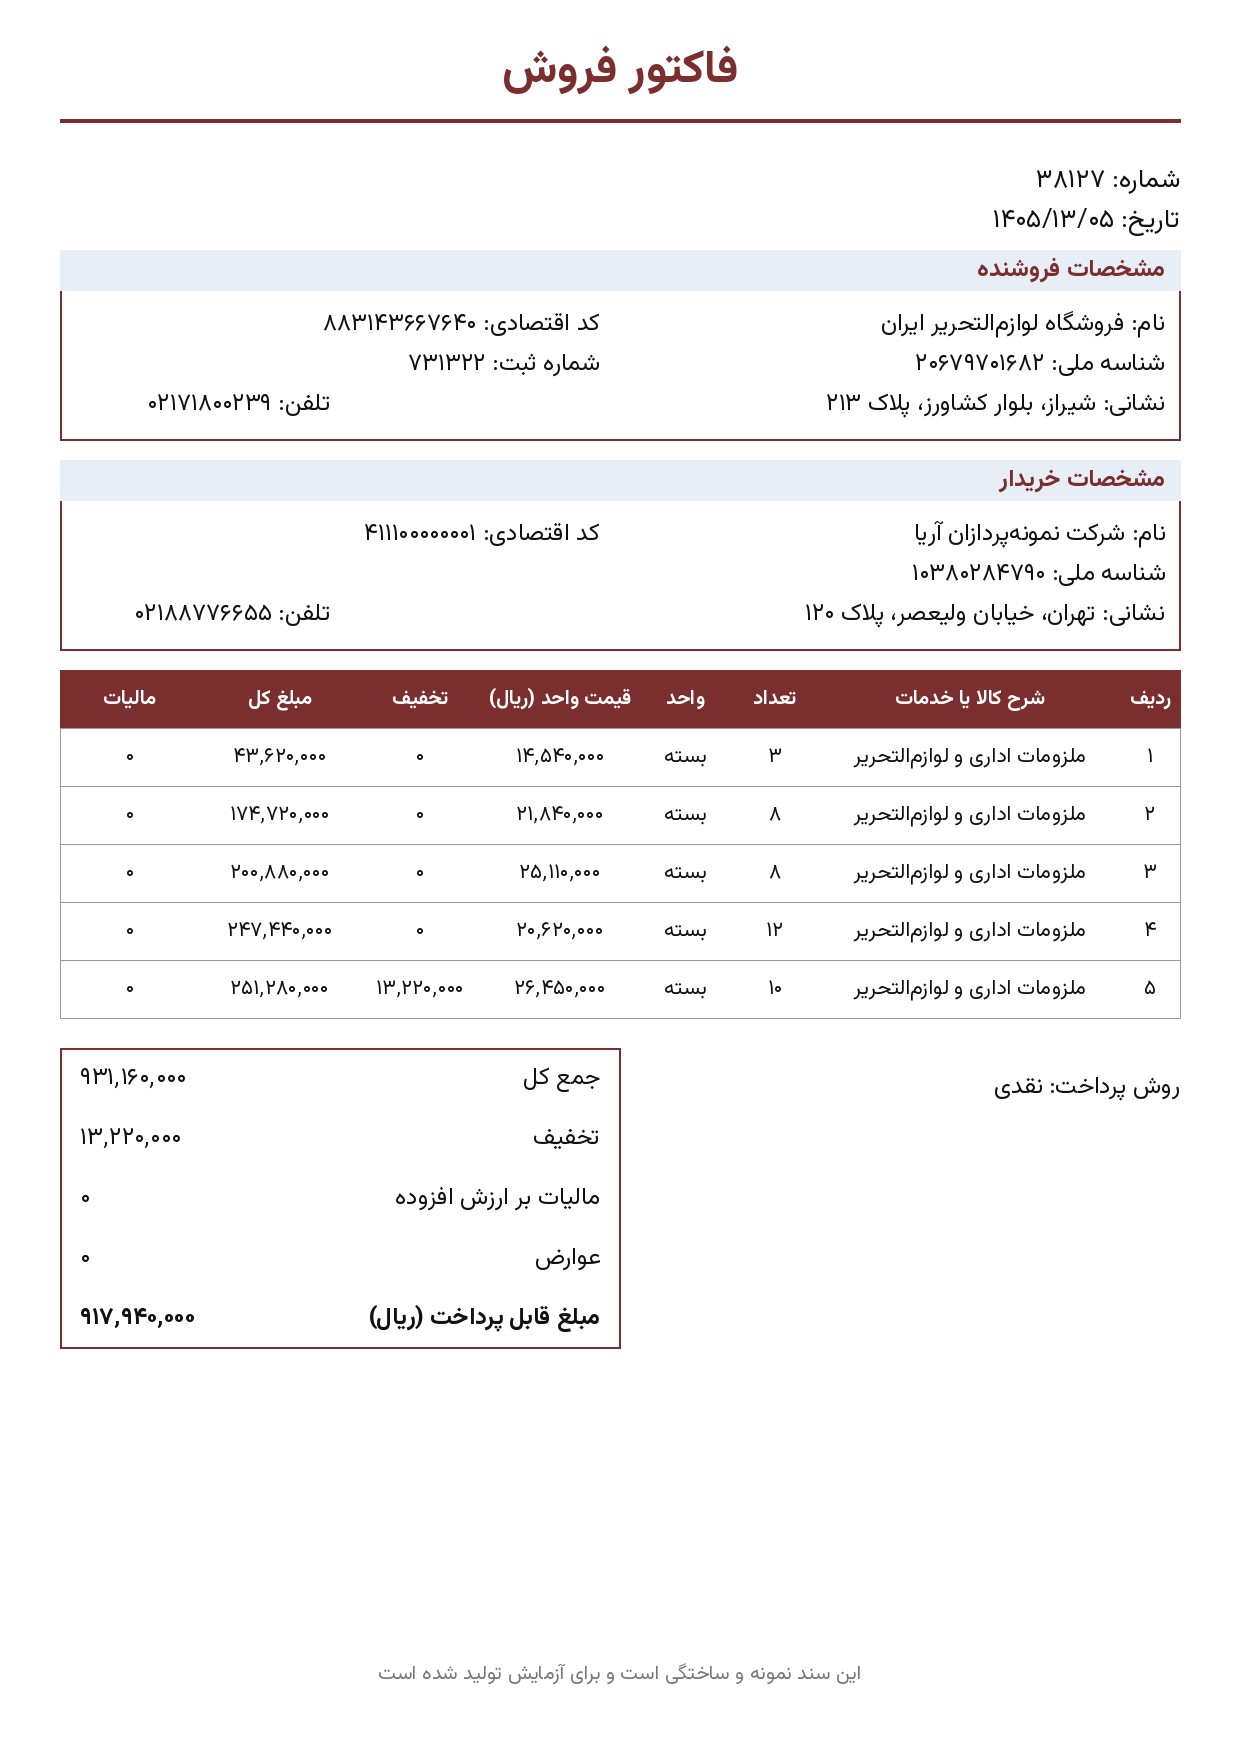 فاکتور فروش
شماره: ۳۸۱۲۷
تاریخ: ۱۴۰۵/۱۳/۰۵
مشخصات فروشنده
نام: فروشگاه لوازم‌التحریر ایران کد اقتصادی: ۸۸۳۱۴۳۶۶۷۶۴۰
شناسه ملی: ۲۰۶۷۹۷۰۱۶۸۲ شماره ثبت: ۷۳۱۳۲۲
نشانی: شیراز، بلوار کشاورز، پلاک ۲۱۳ تلفن: ۰۲۱۷۱۸۰۰۲۳۹
مشخصات خریدار
نام: شرکت نمونه‌پردازان آریا کد اقتصادی: ۴۱۱۱۰۰۰۰۰۰۰۱
شناسه ملی: ۱۰۳۸۰۲۸۴۷۹۰
نشانی: تهران، خیابان ولیعصر، پلاک ۱۲۰ تلفن: ۰۲۱۸۸۷۷۶۶۵۵
ردیف شرح کالا یا خدمات تعداد واحد قیمت واحد (ریال) تخفیف مبلغ کل مالیات
۱ ملزومات اداری و لوازم‌التحریر ۳ بسته ۱۴,۵۴۰,۰۰۰ ۰ ۴۳,۶۲۰,۰۰۰ ۰
۲ ملزومات اداری و لوازم‌التحریر ۸ بسته ۲۱,۸۴۰,۰۰۰ ۰ ۱۷۴,۷۲۰,۰۰۰ ۰
۳ ملزومات اداری و لوازم‌التحریر ۸ بسته ۲۵,۱۱۰,۰۰۰ ۰ ۲۰۰,۸۸۰,۰۰۰ ۰
۴ ملزومات اداری و لوازم‌التحریر ۱۲ بسته ۲۰,۶۲۰,۰۰۰ ۰ ۲۴۷,۴۴۰,۰۰۰ ۰
۵ ملزومات اداری و لوازم‌التحریر ۱۰ بسته ۲۶,۴۵۰,۰۰۰ ۱۳,۲۲۰,۰۰۰ ۲۵۱,۲۸۰,۰۰۰ ۰
روش پرداخت: نقدی
جمع کل ۹۳۱,۱۶۰,۰۰۰
تخفیف ۱۳,۲۲۰,۰۰۰
مالیات بر ارزش افزوده ۰
عوارض ۰
مبلغ قابل پرداخت (ریال) ۹۱۷,۹۴۰,۰۰۰
این سند نمونه و ساختگی است و برای آزمایش تولید شده است